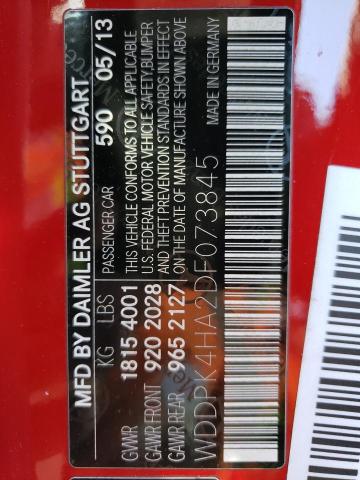 MFD BY DAIMLER AG STUTTGART
PASSENGER CAR 590 05/13
KG LBS
GVWR 1815 4001
GAWR FRONT 920 2028
GAWR REAR 965 2127
THIS VEHICLE CONFORMS TO ALL APPLICABLE
U.S. FEDERAL MOTOR VEHICLE SAFETY BUMPER
AND THEFT PREVENTION STANDARDS IN EFFECT
ON THE DATE OF MANUFACTURE SHOWN ABOVE
WDDPK4HA2DF073845
MADE IN GERMANY